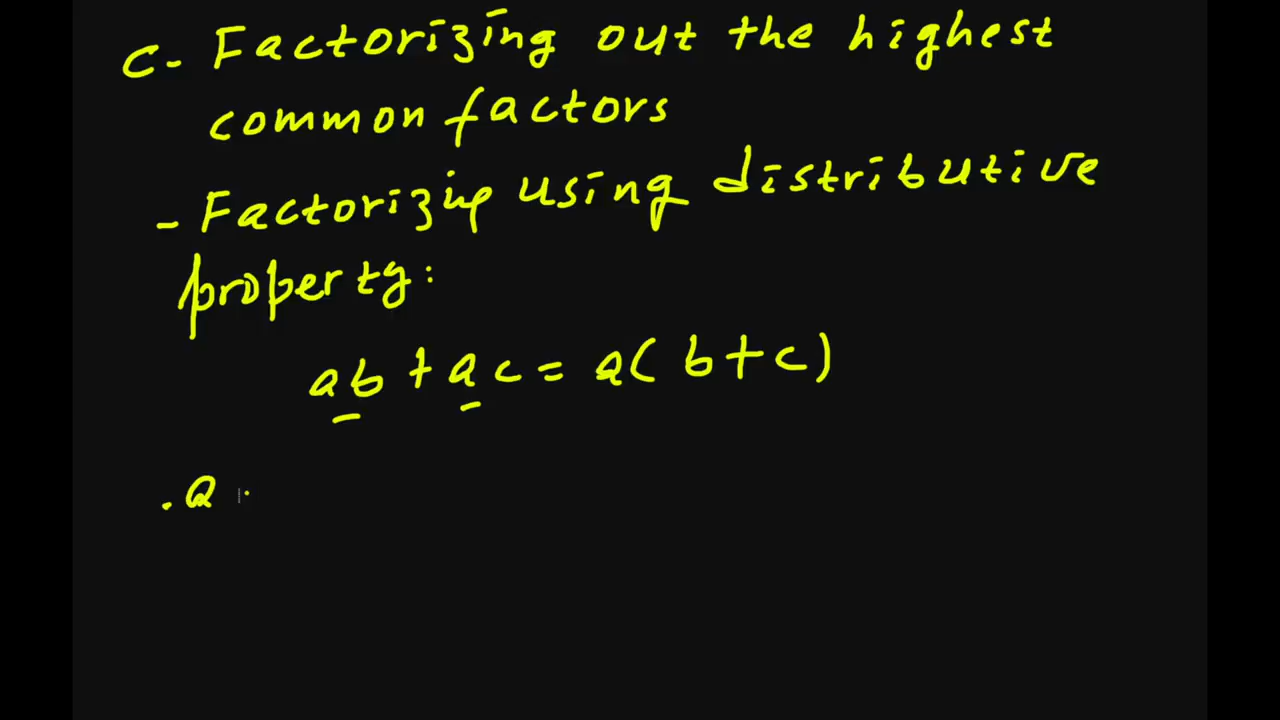 c- Factorizing out the highest
common factors
- Factorizing using distributive
property:
ab + ac = a( b + c)
. Q